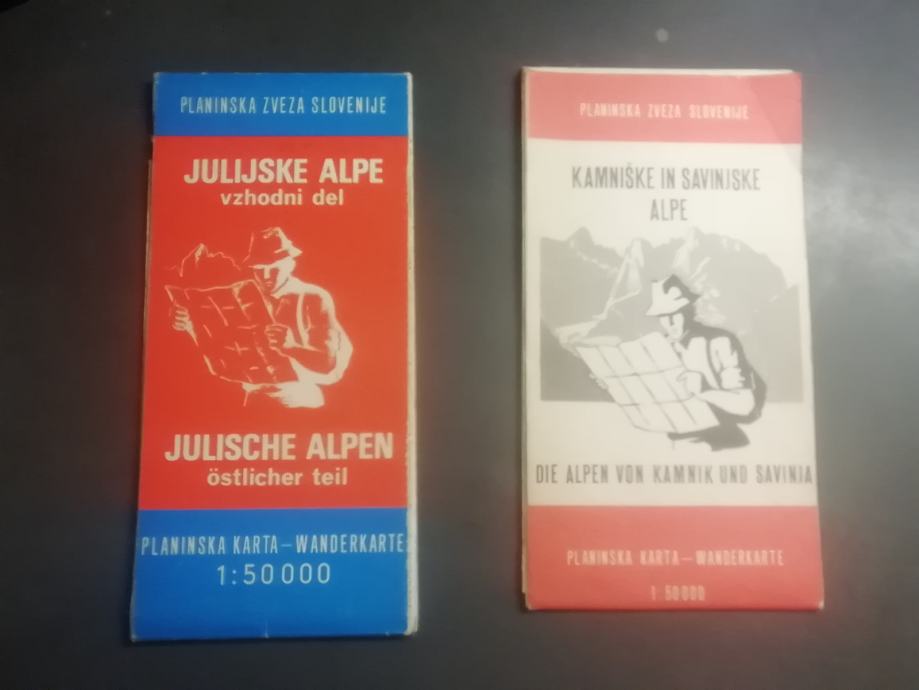 PLANINSKA ZVEZA SLOVENIJE
JULIJSKE ALPE
vzhodni del
JULISCHE ALPEN
östlicher teil
PLANINSKA KARTA – WANDERKARTE
1:50000
PLANINSKA ZVEZA SLOVENIJE
KAMNIŠKE IN SAVINJSKE
ALPE
DIE ALPEN VON KAMNIK UND SAVINJA
PLANINSKA KARTA – WANDERKARTE
1:50000